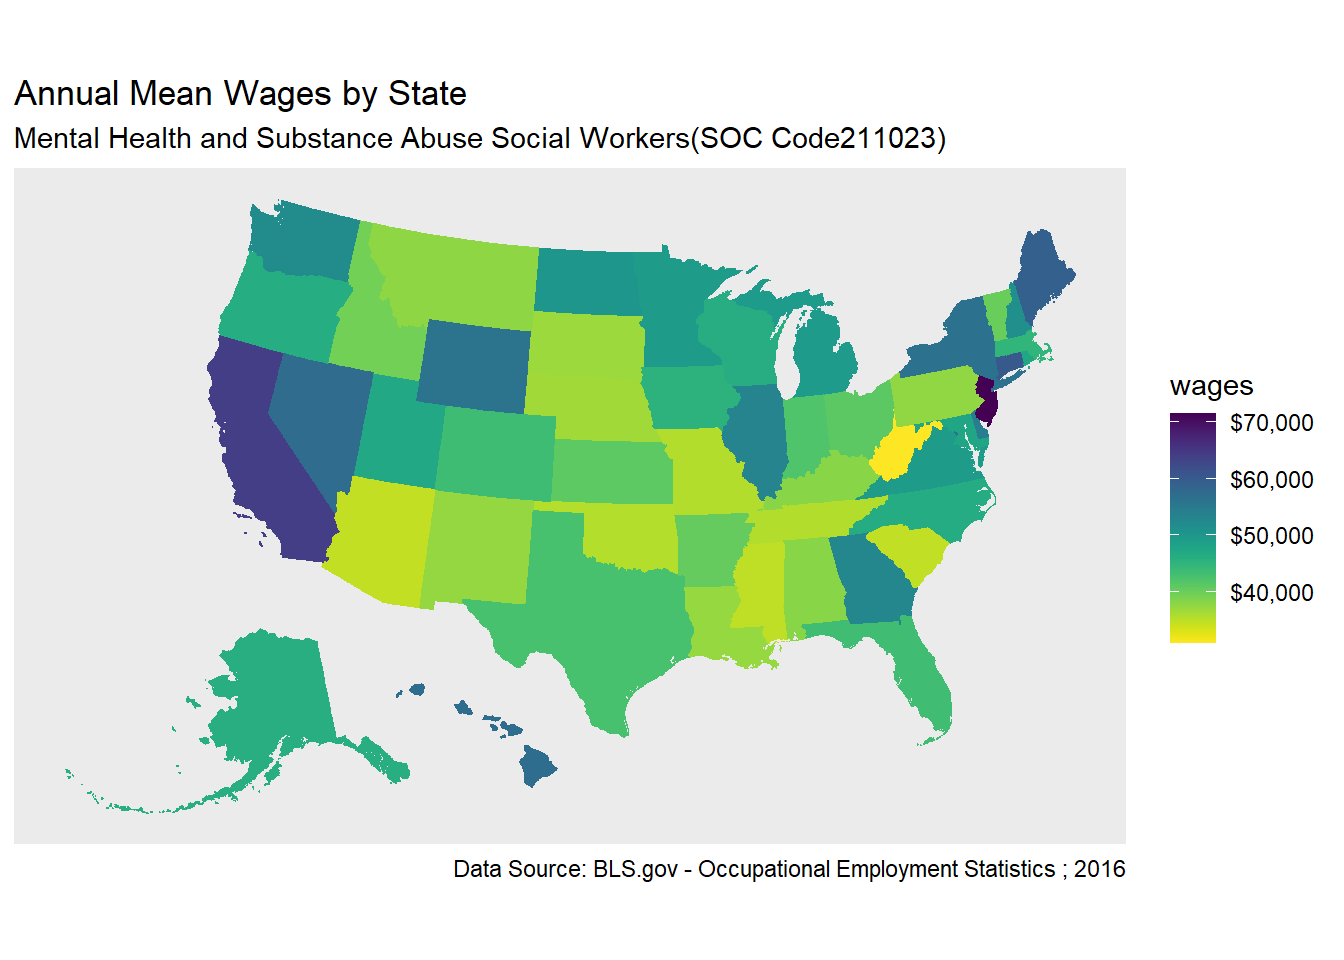 Annual Mean Wages by State
Mental Health and Substance Abuse Social Workers(SOC Code211023)
wages
$70,000
$60,000
$50,000
$40,000
Data Source: BLS.gov - Occupational Employment Statistics ; 2016